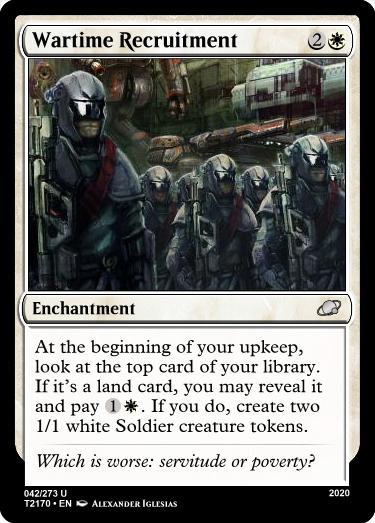 Wartime Recruitment 2
Enchantment
At the beginning of your upkeep,
look at the top card of your library.
If it's a land card, you may reveal it
and pay 1 . If you do, create two
1/1 white Soldier creature tokens.
Which is worse: servitude or poverty?
042/273 U 2020
T2170 • EN Alexander Iglesias